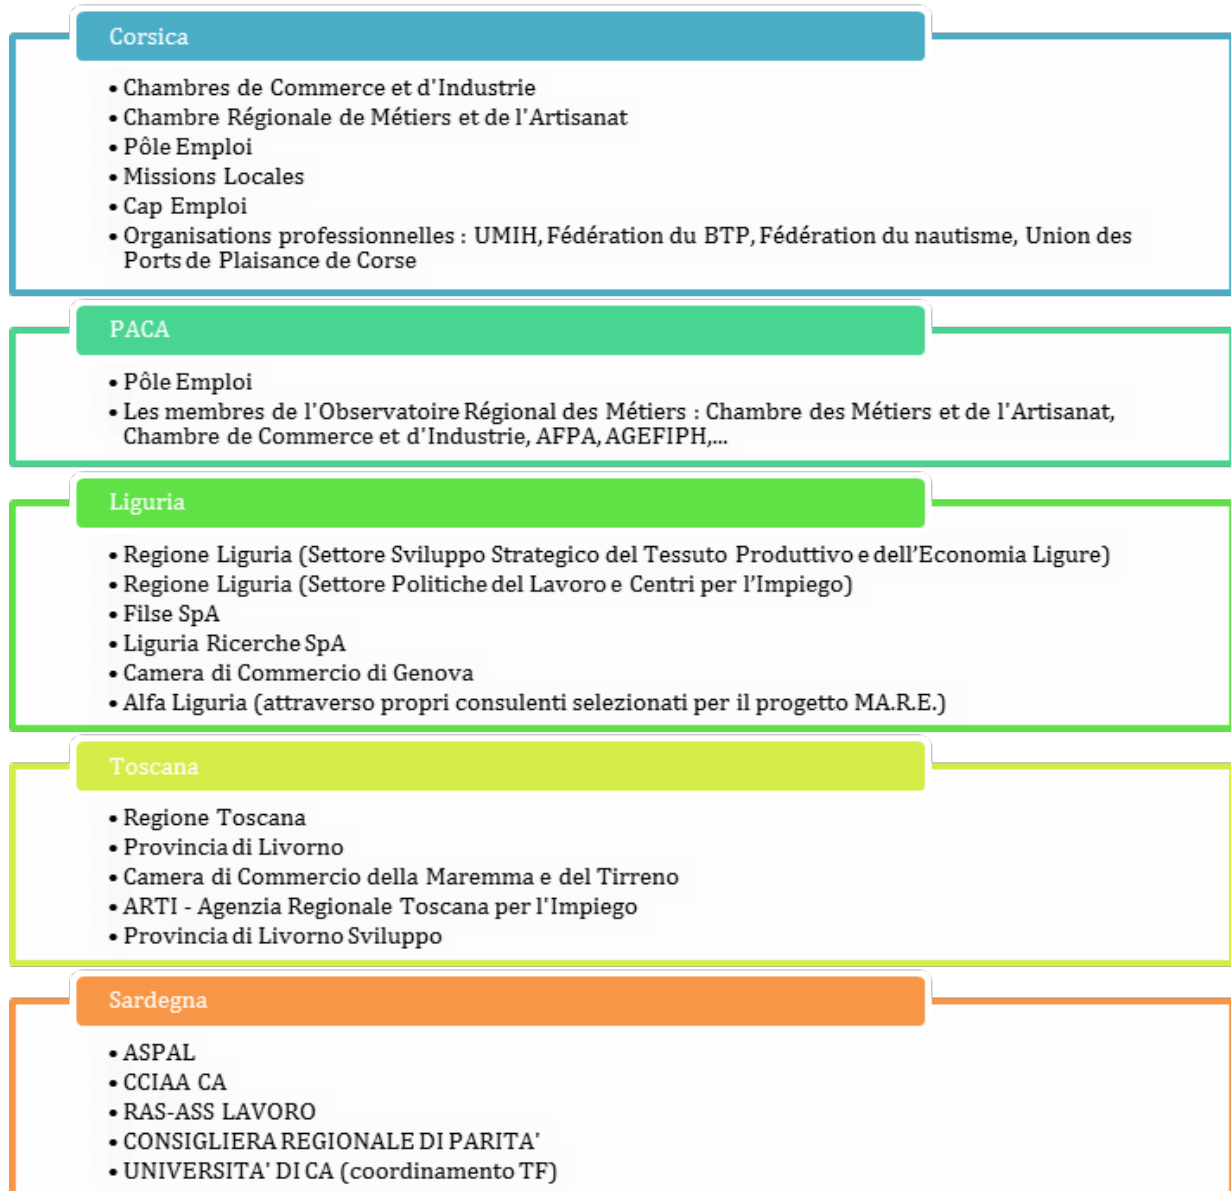 Corsica
• Chambres de Commerce et d'Industrie
• Chambre Régionale de Métiers et de l'Artisanat
• Pôle Emploi
• Missions Locales
• Cap Emploi
• Organisations professionnelles : UMIH, Fédération du BTP, Fédération du nautisme, Union des
Ports de Plaisance de Corse
PACA
• Pôle Emploi
• Les membres de l'Observatoire Régional des Métiers : Chambre des Métiers et de l'Artisanat,
Chambre de Commerce et d'Industrie, AFPA, AGEFIPH,...
Liguria
• Regione Liguria (Settore Sviluppo Strategico del Tessuto Produttivo e dell’Economia Ligure)
• Regione Liguria (Settore Politiche del Lavoro e Centri per l’Impiego)
• Filse SpA
• Liguria Ricerche SpA
• Camera di Commercio di Genova
• Alfa Liguria (attraverso propri consulenti selezionati per il progetto MA.R.E.)
Toscana
• Regione Toscana
• Provincia di Livorno
• Camera di Commercio della Maremma e del Tirreno
• ARTI - Agenzia Regionale Toscana per l'Impiego
• Provincia di Livorno Sviluppo
Sardegna
• ASPAL
• CCIAA CA
• RAS-ASS LAVORO
• CONSIGLIERA REGIONALE DI PARITA'
• UNIVERSITA' DI CA (coordinamento TF)